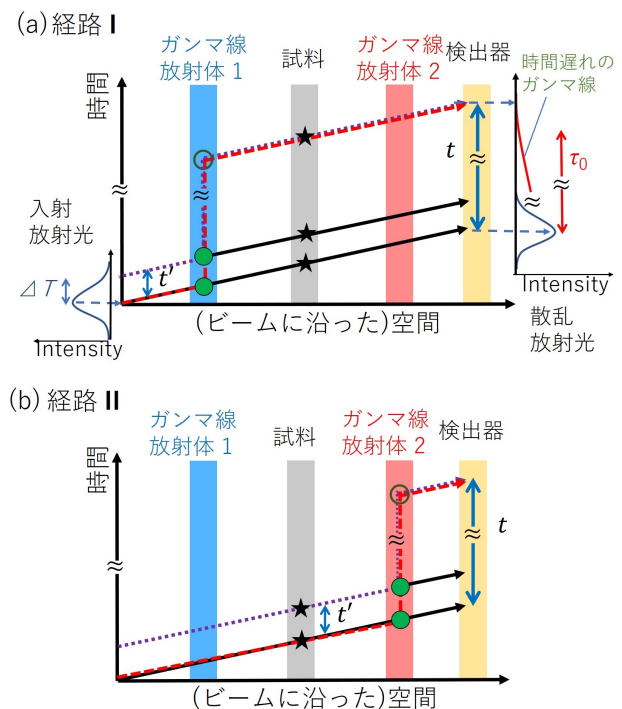 (a) 経路 I
ガンマ線
放射体 1
試料
ガンマ線
放射体 2
検出器
時間遅れの
ガンマ線
時間
t
τ0
≈
入射
放射光
ΔT
t′
Intensity
(ビームに沿った)空間
Intensity
散乱
放射光
(b) 経路 II
ガンマ線
放射体 1
試料
ガンマ線
放射体 2
検出器
時間
t
t′
(ビームに沿った)空間